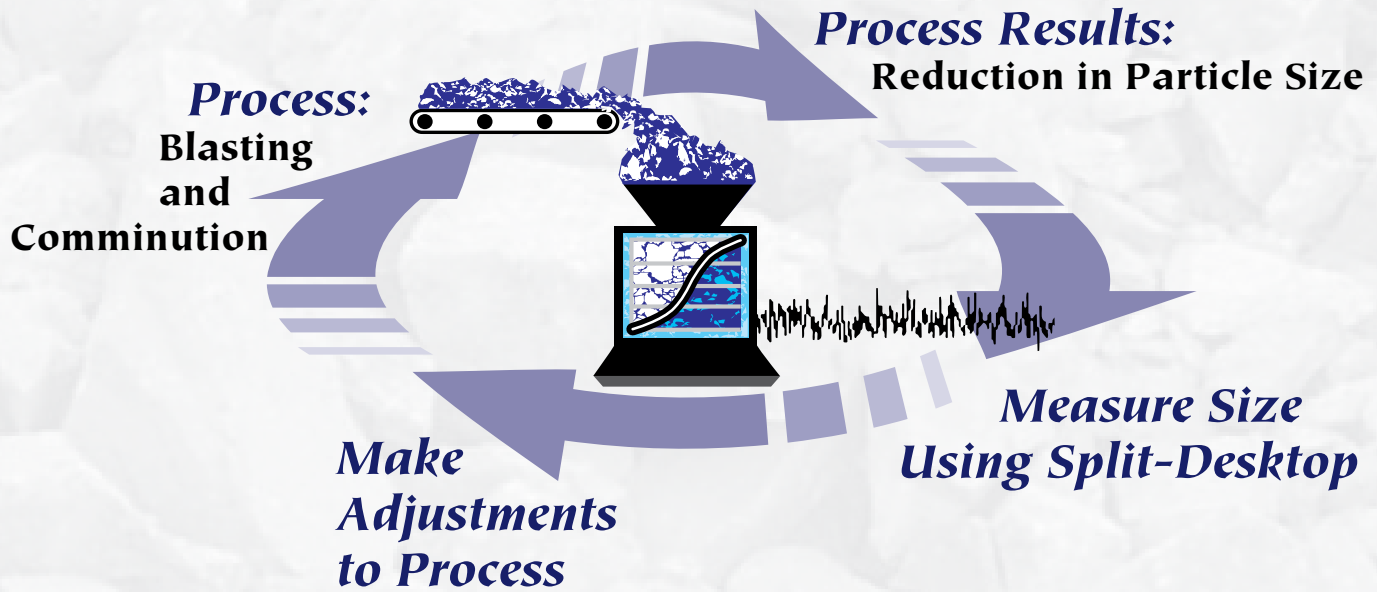 Process:
Blasting
and
Comminution
Process Results:
Reduction in Particle Size
Measure Size
Using Split-Desktop
Make
Adjustments
to Process